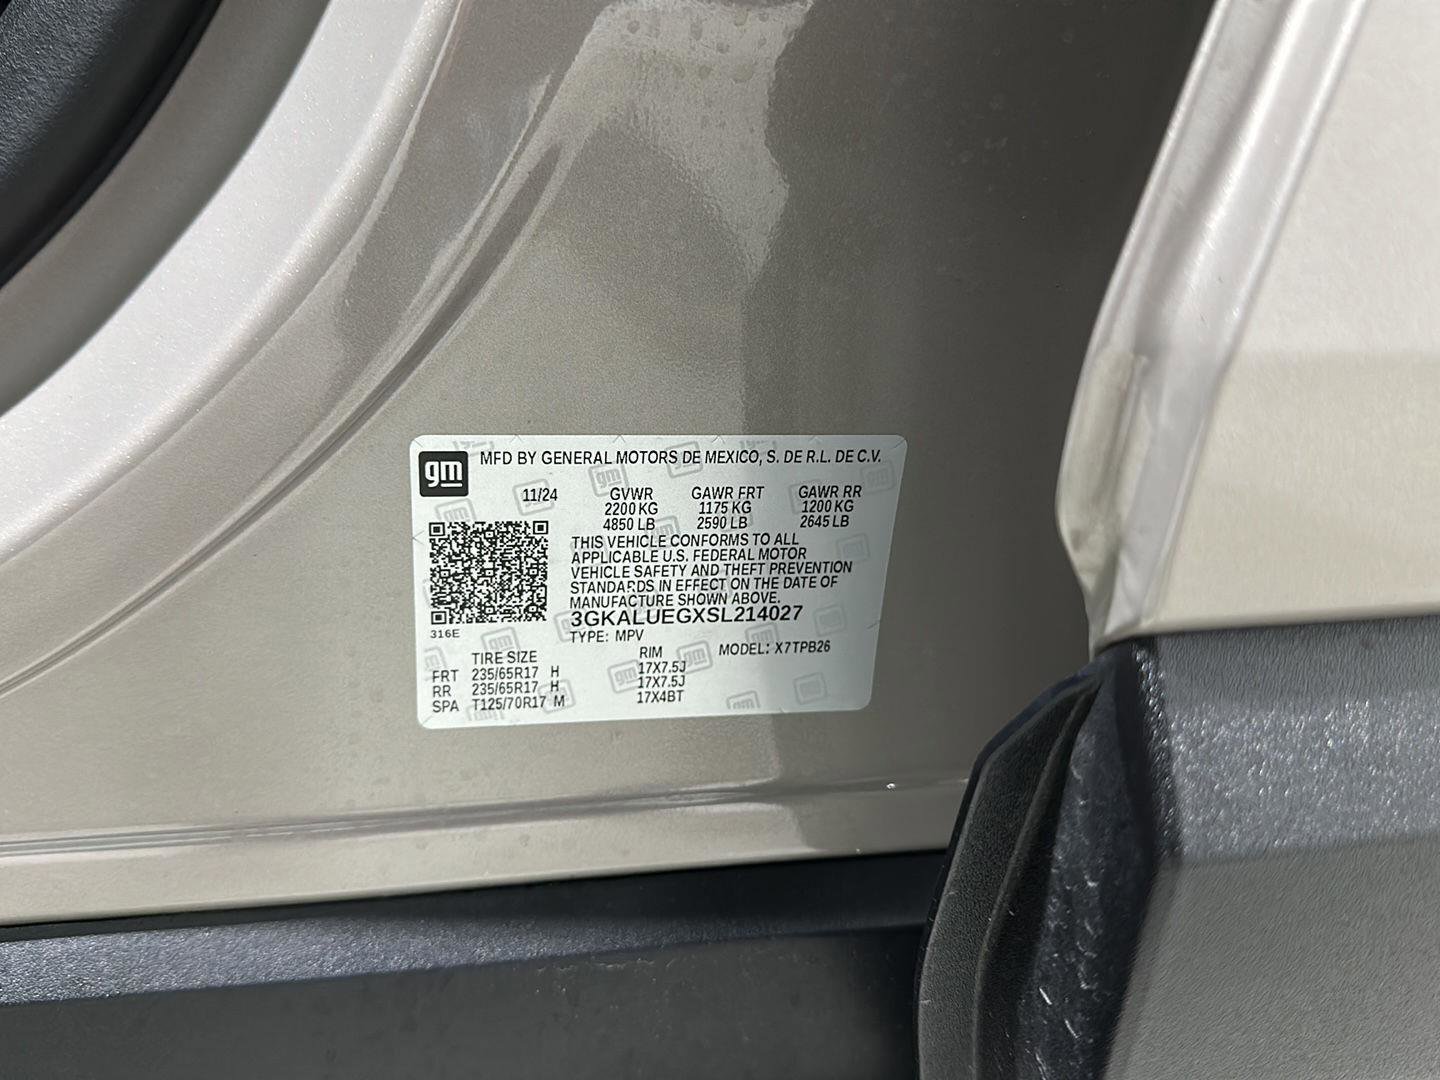 gm MFD BY GENERAL MOTORS DE MEXICO, S. DE R.L. DE C.V.
11/24 GVWR GAWR FRT GAWR RR
2200 KG 1175 KG 1200 KG
4850 LB 2590 LB 2645 LB
THIS VEHICLE CONFORMS TO ALL
APPLICABLE U.S. FEDERAL MOTOR
VEHICLE SAFETY AND THEFT PREVENTION
STANDARDS IN EFFECT ON THE DATE OF
MANUFACTURE SHOWN ABOVE.
3GKALUEGXSL214027
316E
TYPE: MPV MODEL: X7TPB26
TIRE SIZE RIM
FRT 235/65R17 H 17X7.5J
RR 235/65R17 H 17X7.5J
SPA T125/70R17 M 17X4BT